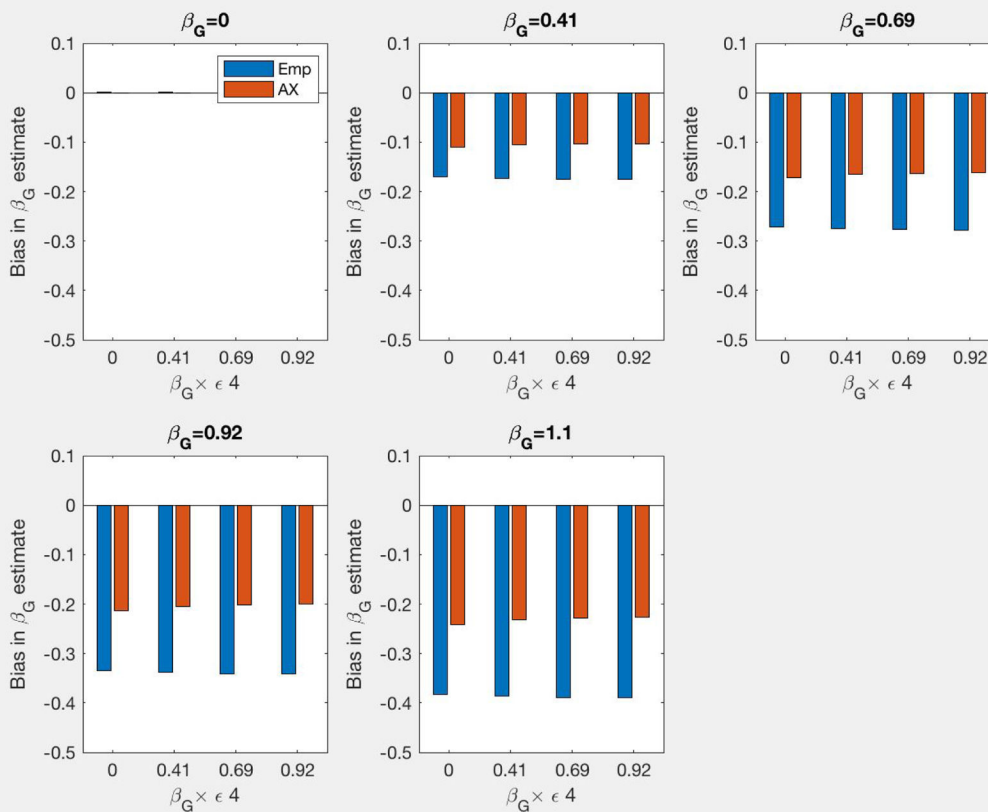 β_G=0
β_G=0.41
β_G=0.69
0.1
0
-0.1
-0.2
-0.3
-0.4
-0.5
Bias in β_G estimate
Emp
AX
0 0.41 0.69 0.92
β_G× ϵ 4
0.1
0
-0.1
-0.2
-0.3
-0.4
-0.5
Bias in β_G estimate
0 0.41 0.69 0.92
β_G× ϵ 4
0.1
0
-0.1
-0.2
-0.3
-0.4
-0.5
Bias in β_G estimate
0 0.41 0.69 0.92
β_G× ϵ 4
β_G=0.92
β_G=1.1
0.1
0
-0.1
-0.2
-0.3
-0.4
-0.5
Bias in β_G estimate
0 0.41 0.69 0.92
β_G× ϵ 4
0.1
0
-0.1
-0.2
-0.3
-0.4
-0.5
Bias in β_G estimate
0 0.41 0.69 0.92
β_G× ϵ 4